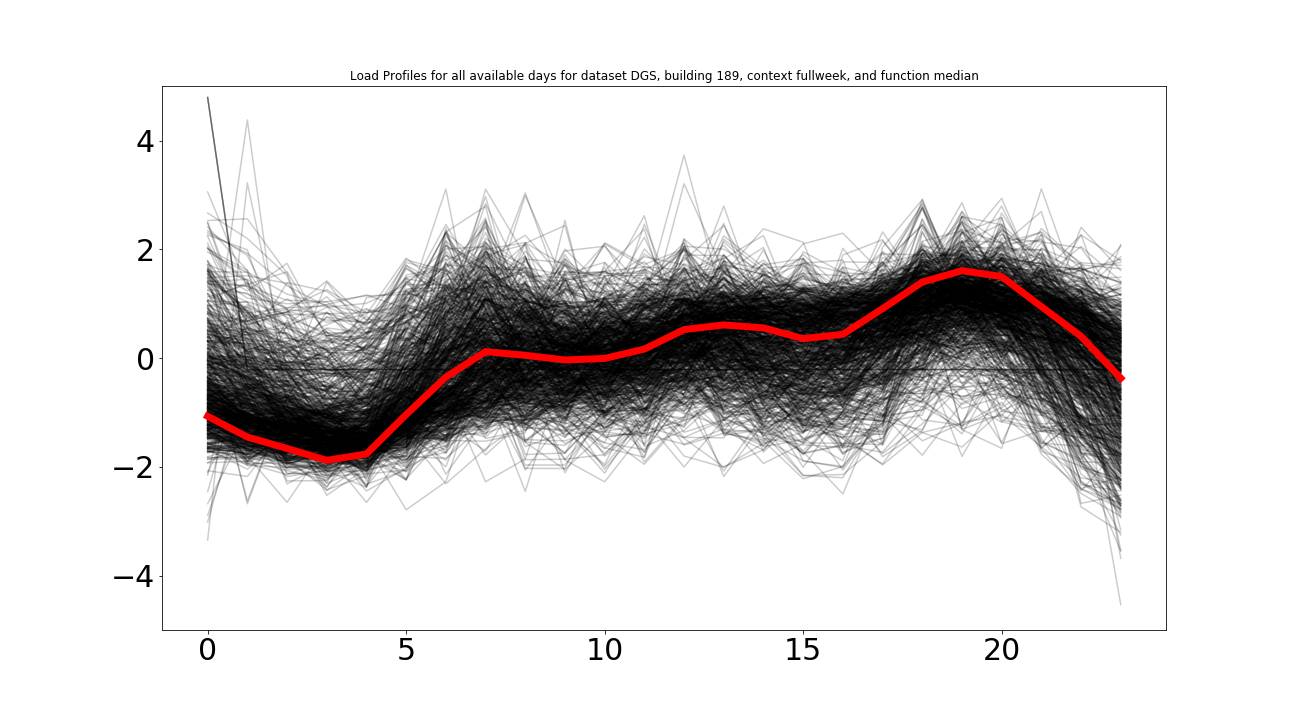 Load Profiles for all available days for dataset DGS, building 189, context fullweek, and function median
4
2
0
−2
−4
0 5 10 15 20